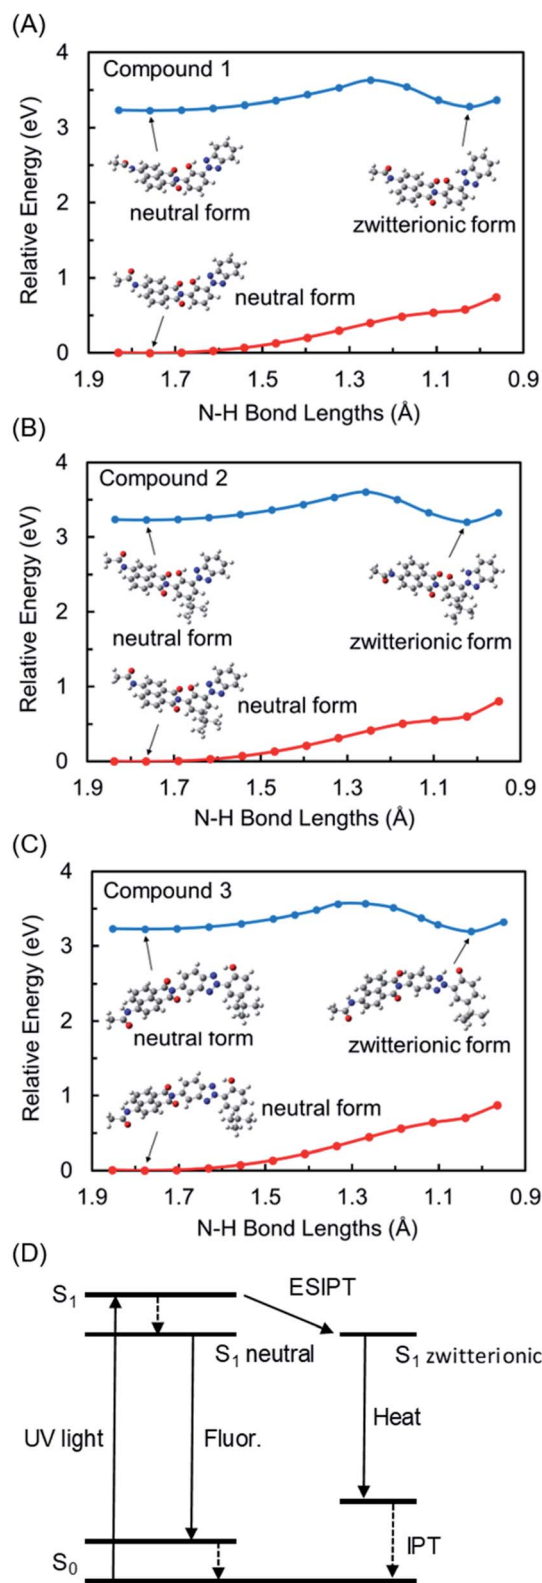 (A)
Compound 1
Relative Energy (eV)
4
3
2
1
0
neutral form
zwitterionic form
neutral form
1.9
1.7
1.5
1.3
1.1
0.9
N-H Bond Lengths (Å)
(B)
Compound 2
Relative Energy (eV)
4
3
2
1
0
neutral form
zwitterionic form
neutral form
1.9
1.7
1.5
1.3
1.1
0.9
N-H Bond Lengths (Å)
(C)
Compound 3
Relative Energy (eV)
4
3
2
1
0
neutral form
zwitterionic form
neutral form
1.9
1.7
1.5
1.3
1.1
0.9
N-H Bond Lengths (Å)
(D)
S1
ESIPT
S1 neutral
S1 zwitterionic
UV light
Fluor.
Heat
S0
IPT